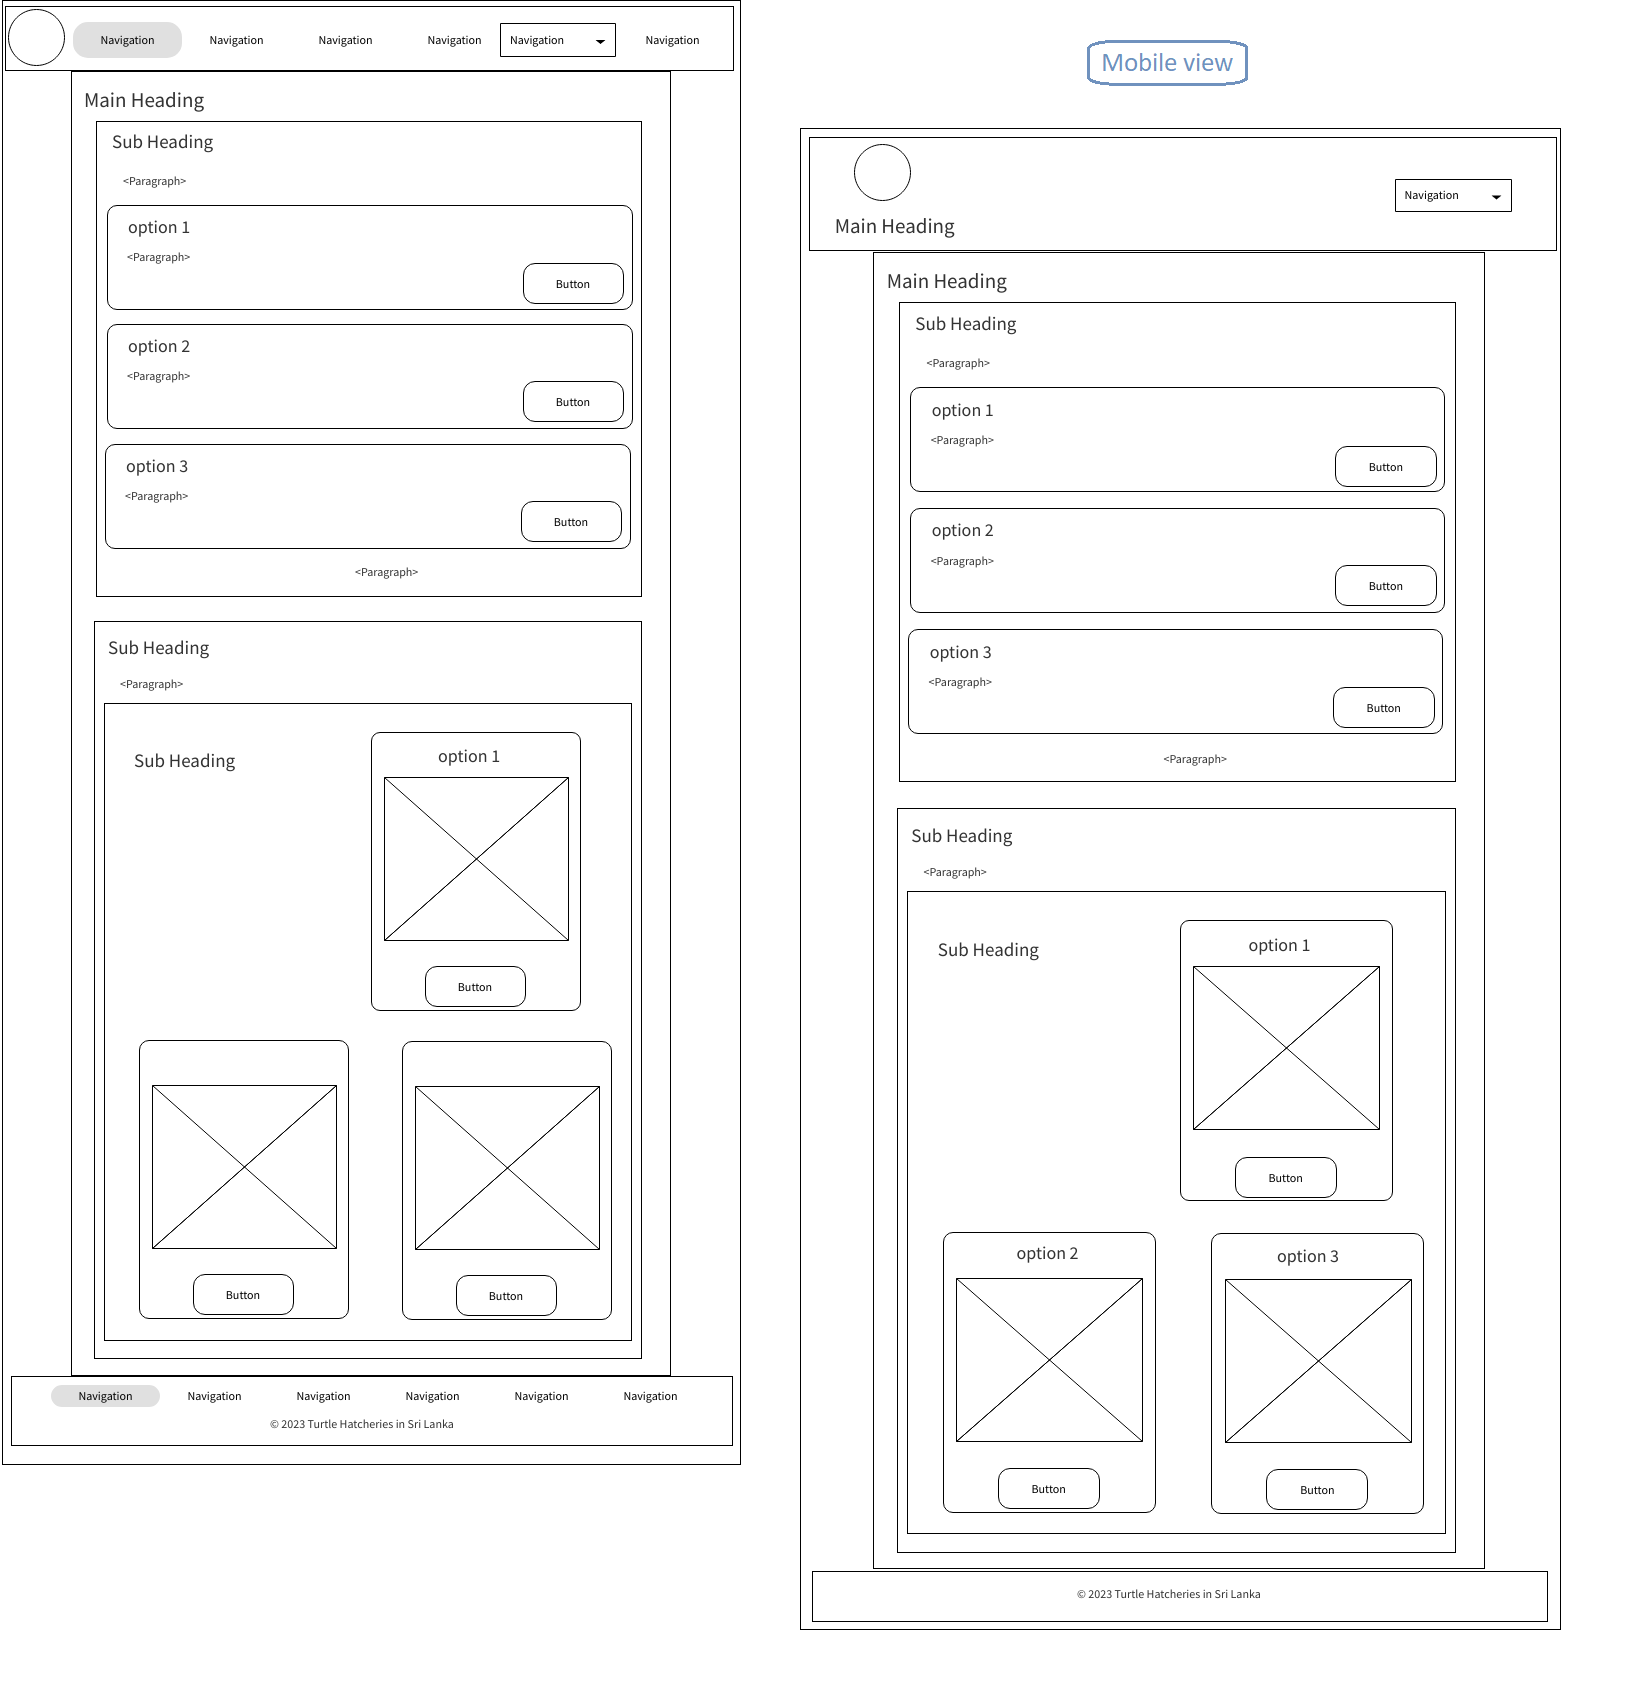 Navigation Navigation Navigation Navigation Navigation Navigation
Main Heading
Sub Heading
<Paragraph>
option 1
<Paragraph>
Button
option 2
<Paragraph>
Button
option 3
<Paragraph>
Button
<Paragraph>
Sub Heading
<Paragraph>
Sub Heading
option 1
Button
Button
Button
Navigation Navigation Navigation Navigation Navigation Navigation
© 2023 Turtle Hatcheries in Sri Lanka
Mobile view
Navigation
Main Heading
Main Heading
Sub Heading
<Paragraph>
option 1
<Paragraph>
Button
option 2
<Paragraph>
Button
option 3
<Paragraph>
Button
<Paragraph>
Sub Heading
<Paragraph>
Sub Heading
option 1
Button
option 2
Button
option 3
Button
© 2023 Turtle Hatcheries in Sri Lanka